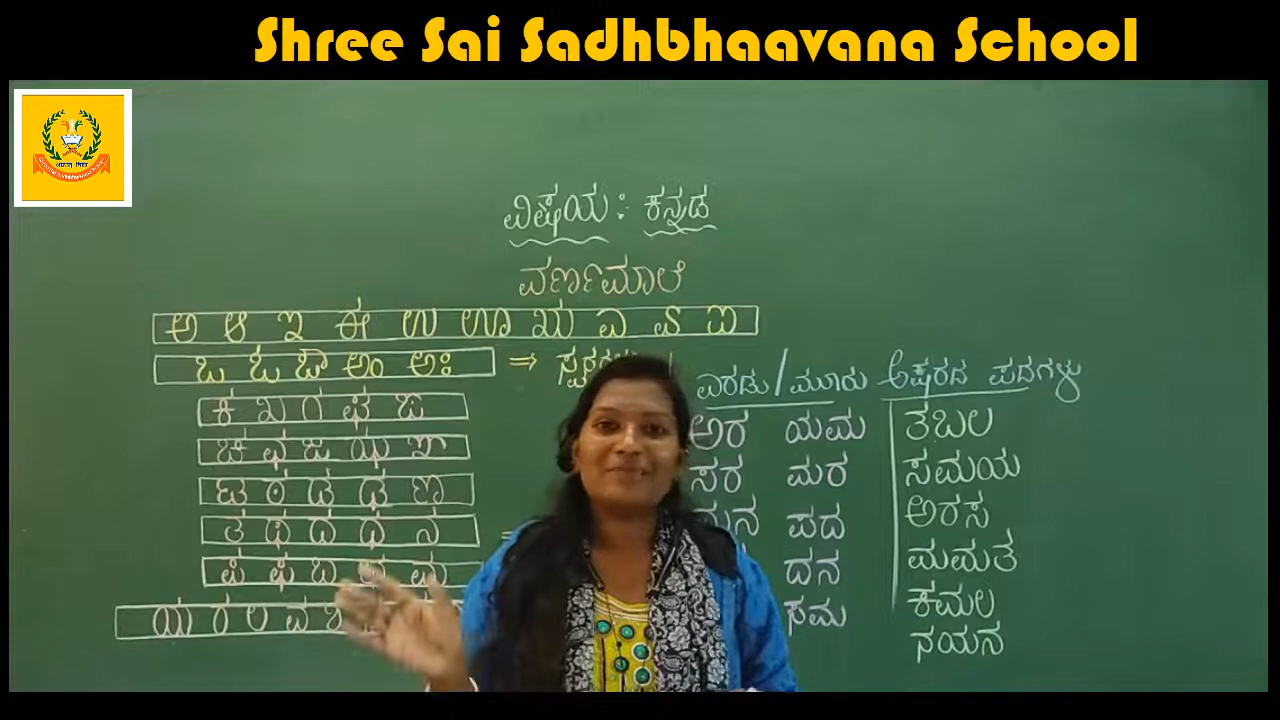 Shree Sai Sadhbhaavana School
ವಿಷಯ: ಕನ್ನಡ
ವರ್ಣಮಾಲೆ
ಅ ಆ ಇ ಈ ಉ ಊ ಋ ಎ ಏ ಐ
ಒ ಓ ಔ ಅಂ ಅಃ ⇒
ಕ ಖ ಗ ಘ ಙ
ಚ ಛ ಜ ಝ ಞ
ಟ ಠ ಡ ಢ ಣ
ತ ಥ ದ ಧ ನ
ಪ ಫ ಬ ಭ ಮ
ಯ ರ ಲ ವ ಶ
ಎರಡು/ಮೂರು ಅಕ್ಷರದ ಪದಗಳು
ಅರ ಯಮ ತಬಲ
ಸರ ಮರ ಸಮಯ
ಪದ ಅರಸ
ದನ ಮಮತ
ಸಮ ಕಮಲ
ನಯನ